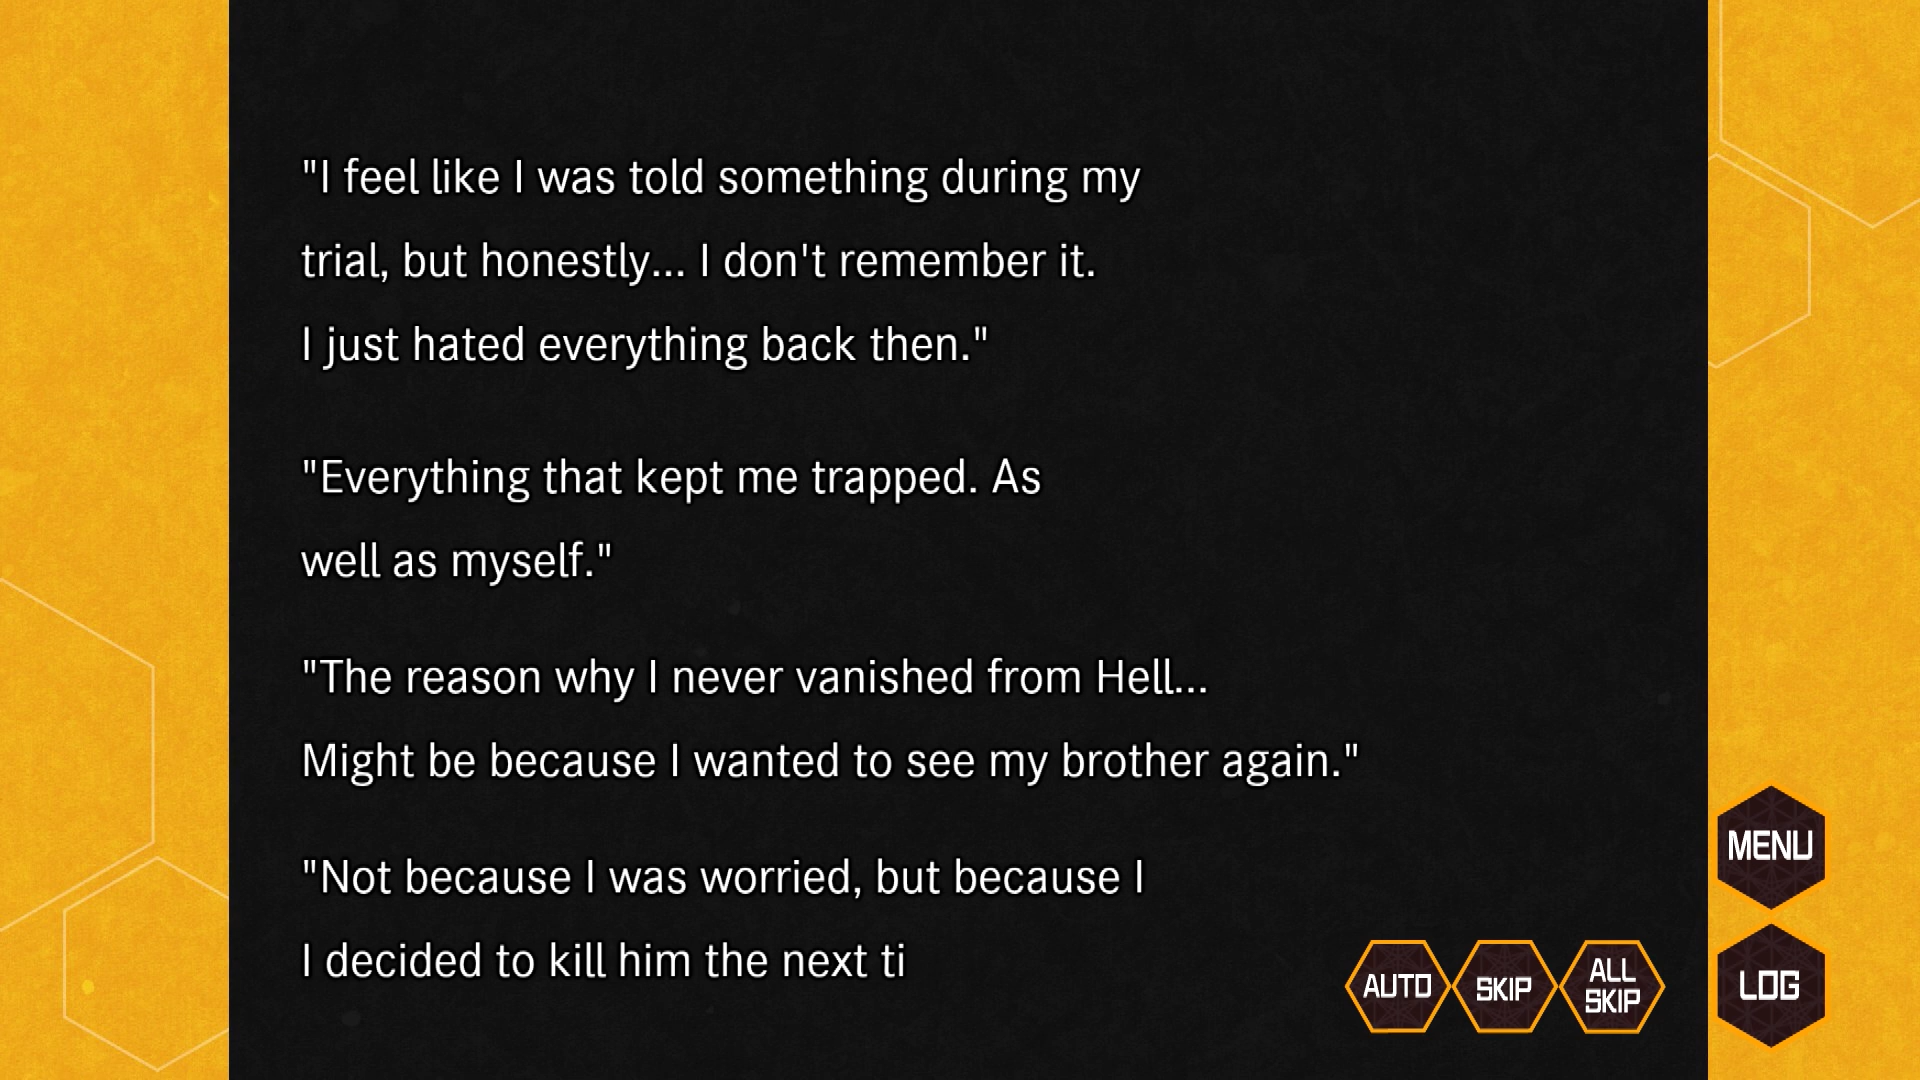 "I feel like I was told something during my
trial, but honestly... I don't remember it.
I just hated everything back then."
"Everything that kept me trapped. As
well as myself."
"The reason why I never vanished from Hell...
Might be because I wanted to see my brother again."
"Not because I was worried, but because I
I decided to kill him the next ti
AUTO
SKIP
ALL
SKIP
MENU
LOG